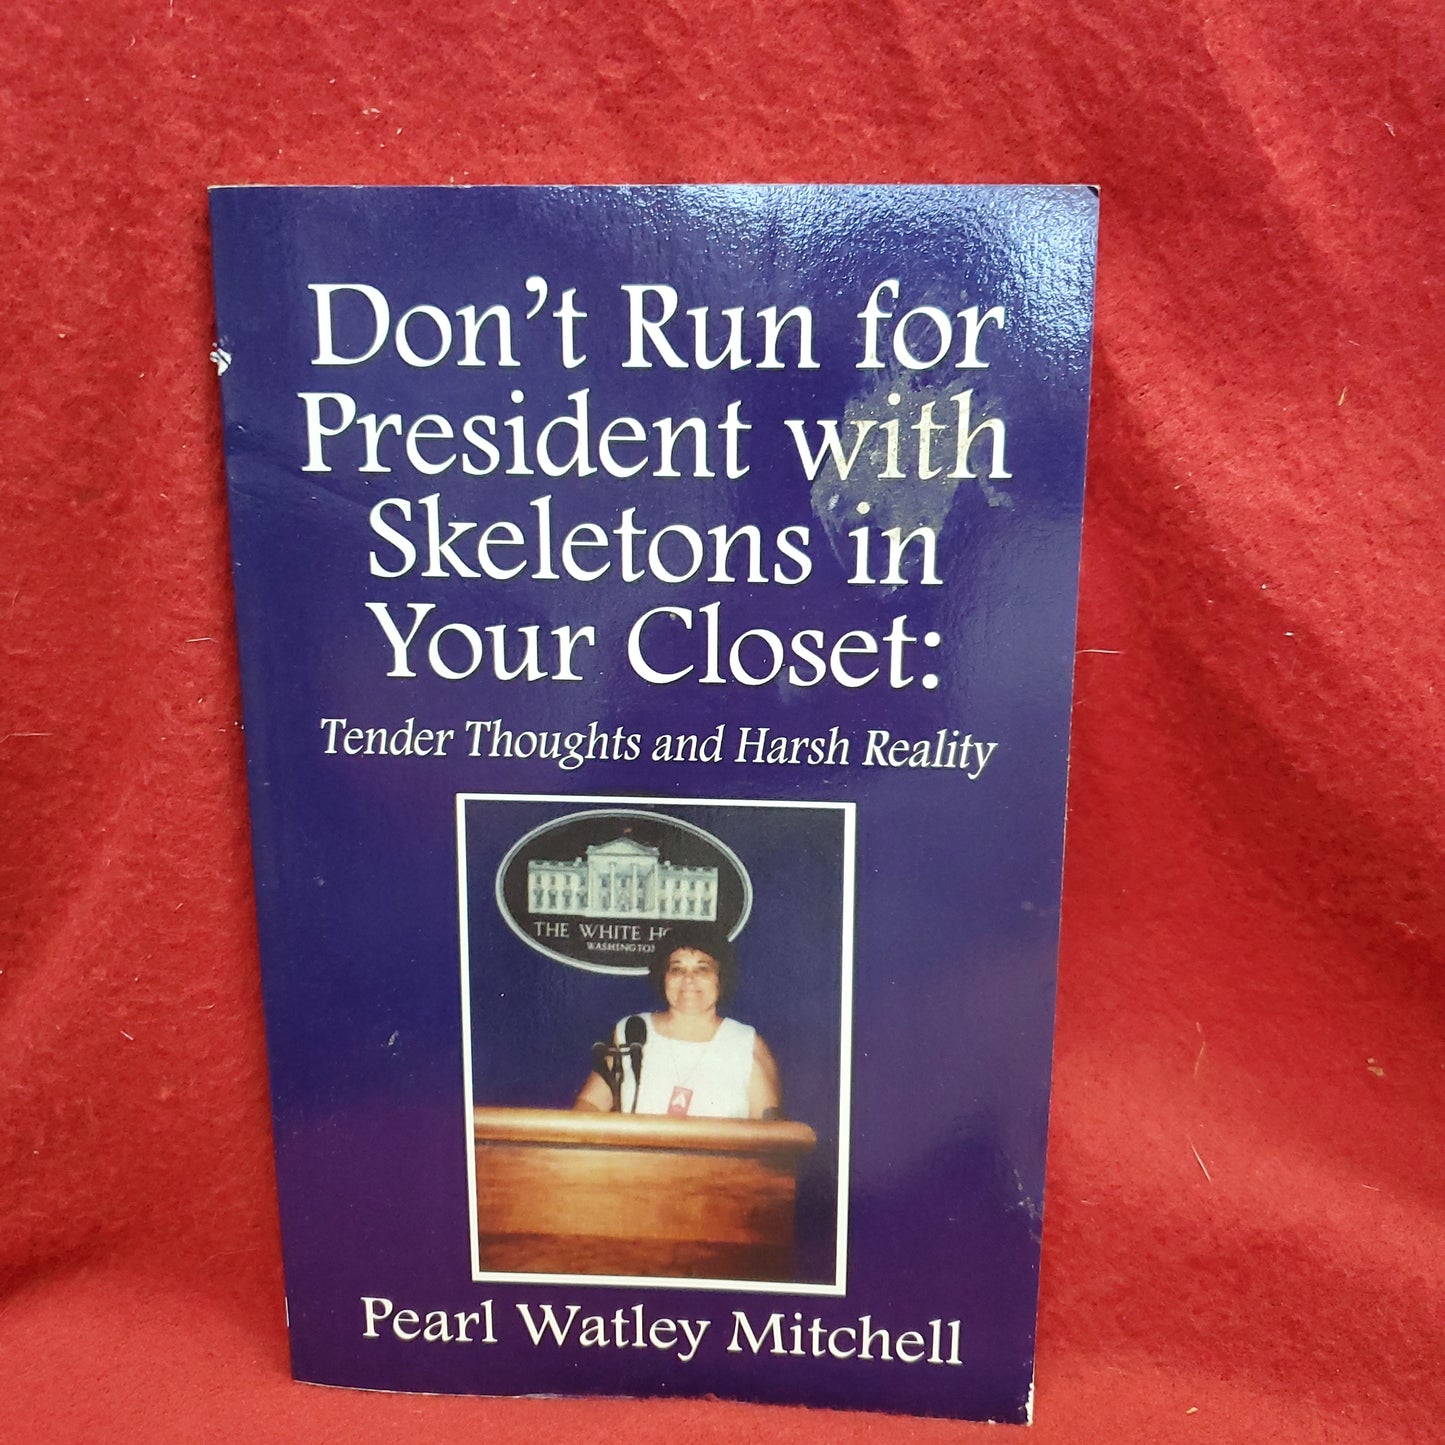 Don't Run for
President with
Skeletons in
Your Closet:
Tender Thoughts and Harsh Reality
THE WHITE
Pearl Watley Mitchell